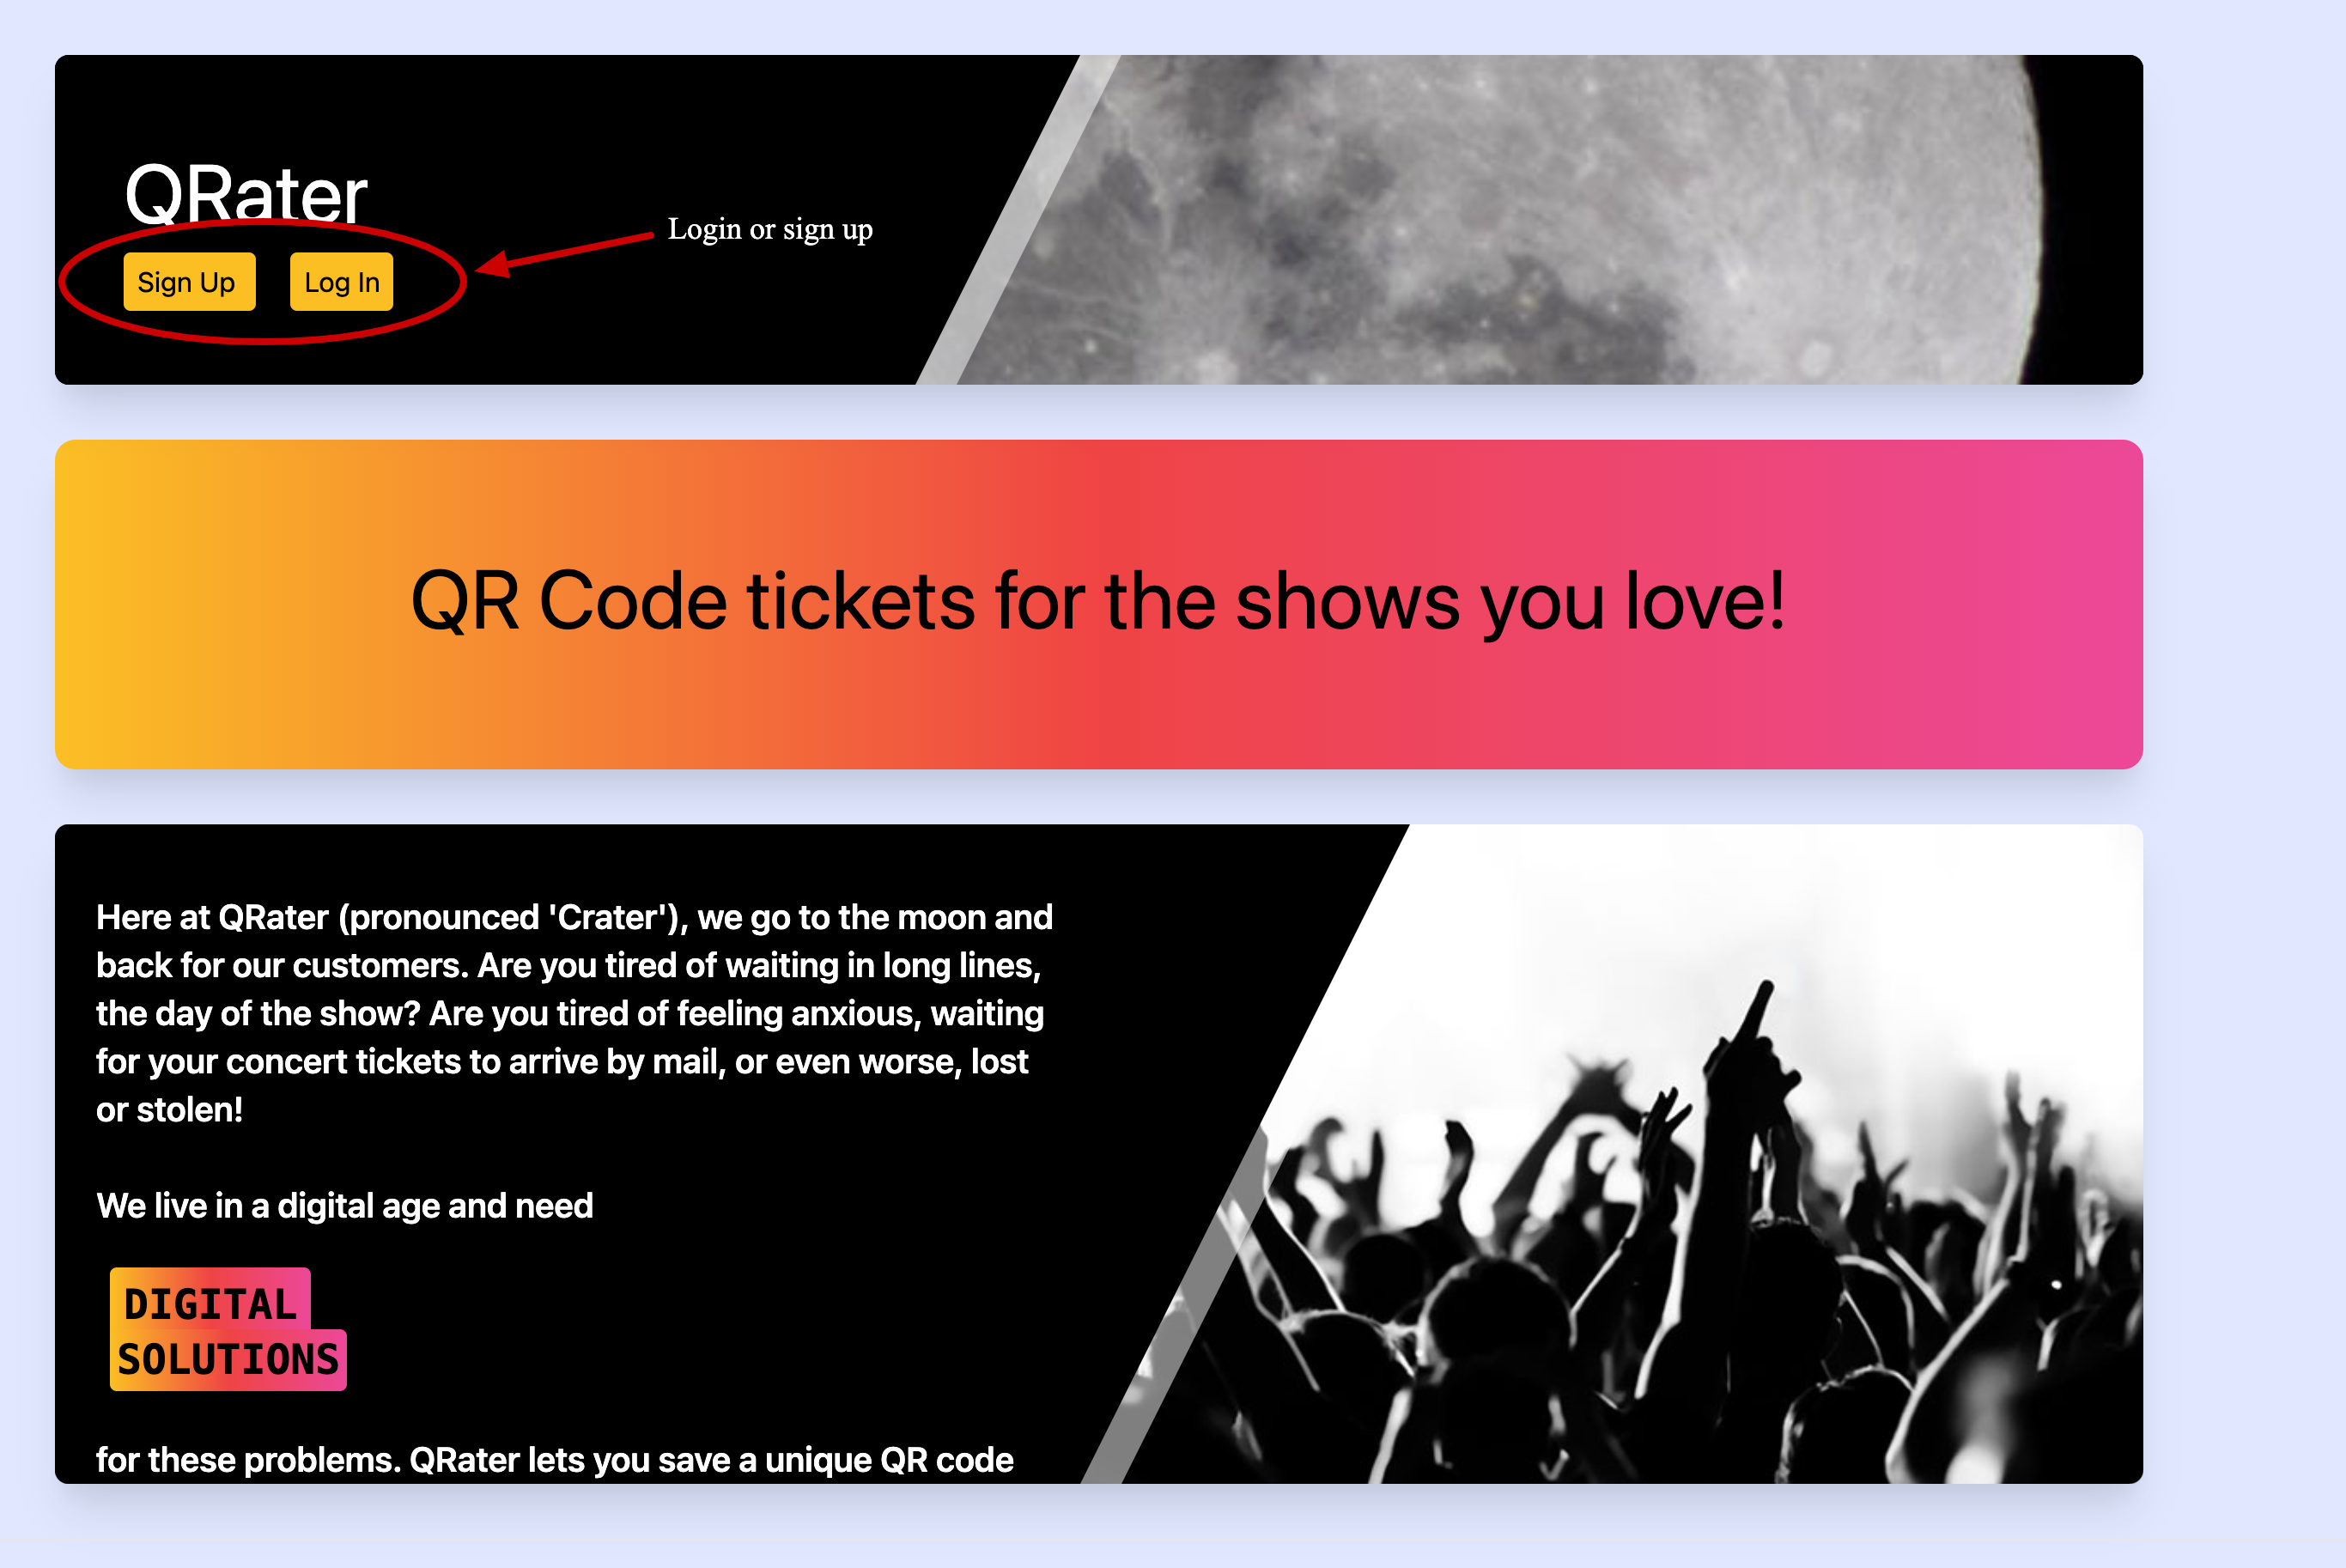 QRater
Login or sign up
Sign Up
Log In
QR Code tickets for the shows you love!
Here at QRater (pronounced 'Crater'), we go to the moon and
back for our customers. Are you tired of waiting in long lines,
the day of the show? Are you tired of feeling anxious, waiting
for your concert tickets to arrive by mail, or even worse, lost
or stolen!
We live in a digital age and need
DIGITAL
SOLUTIONS
for these problems. QRater lets you save a unique QR code